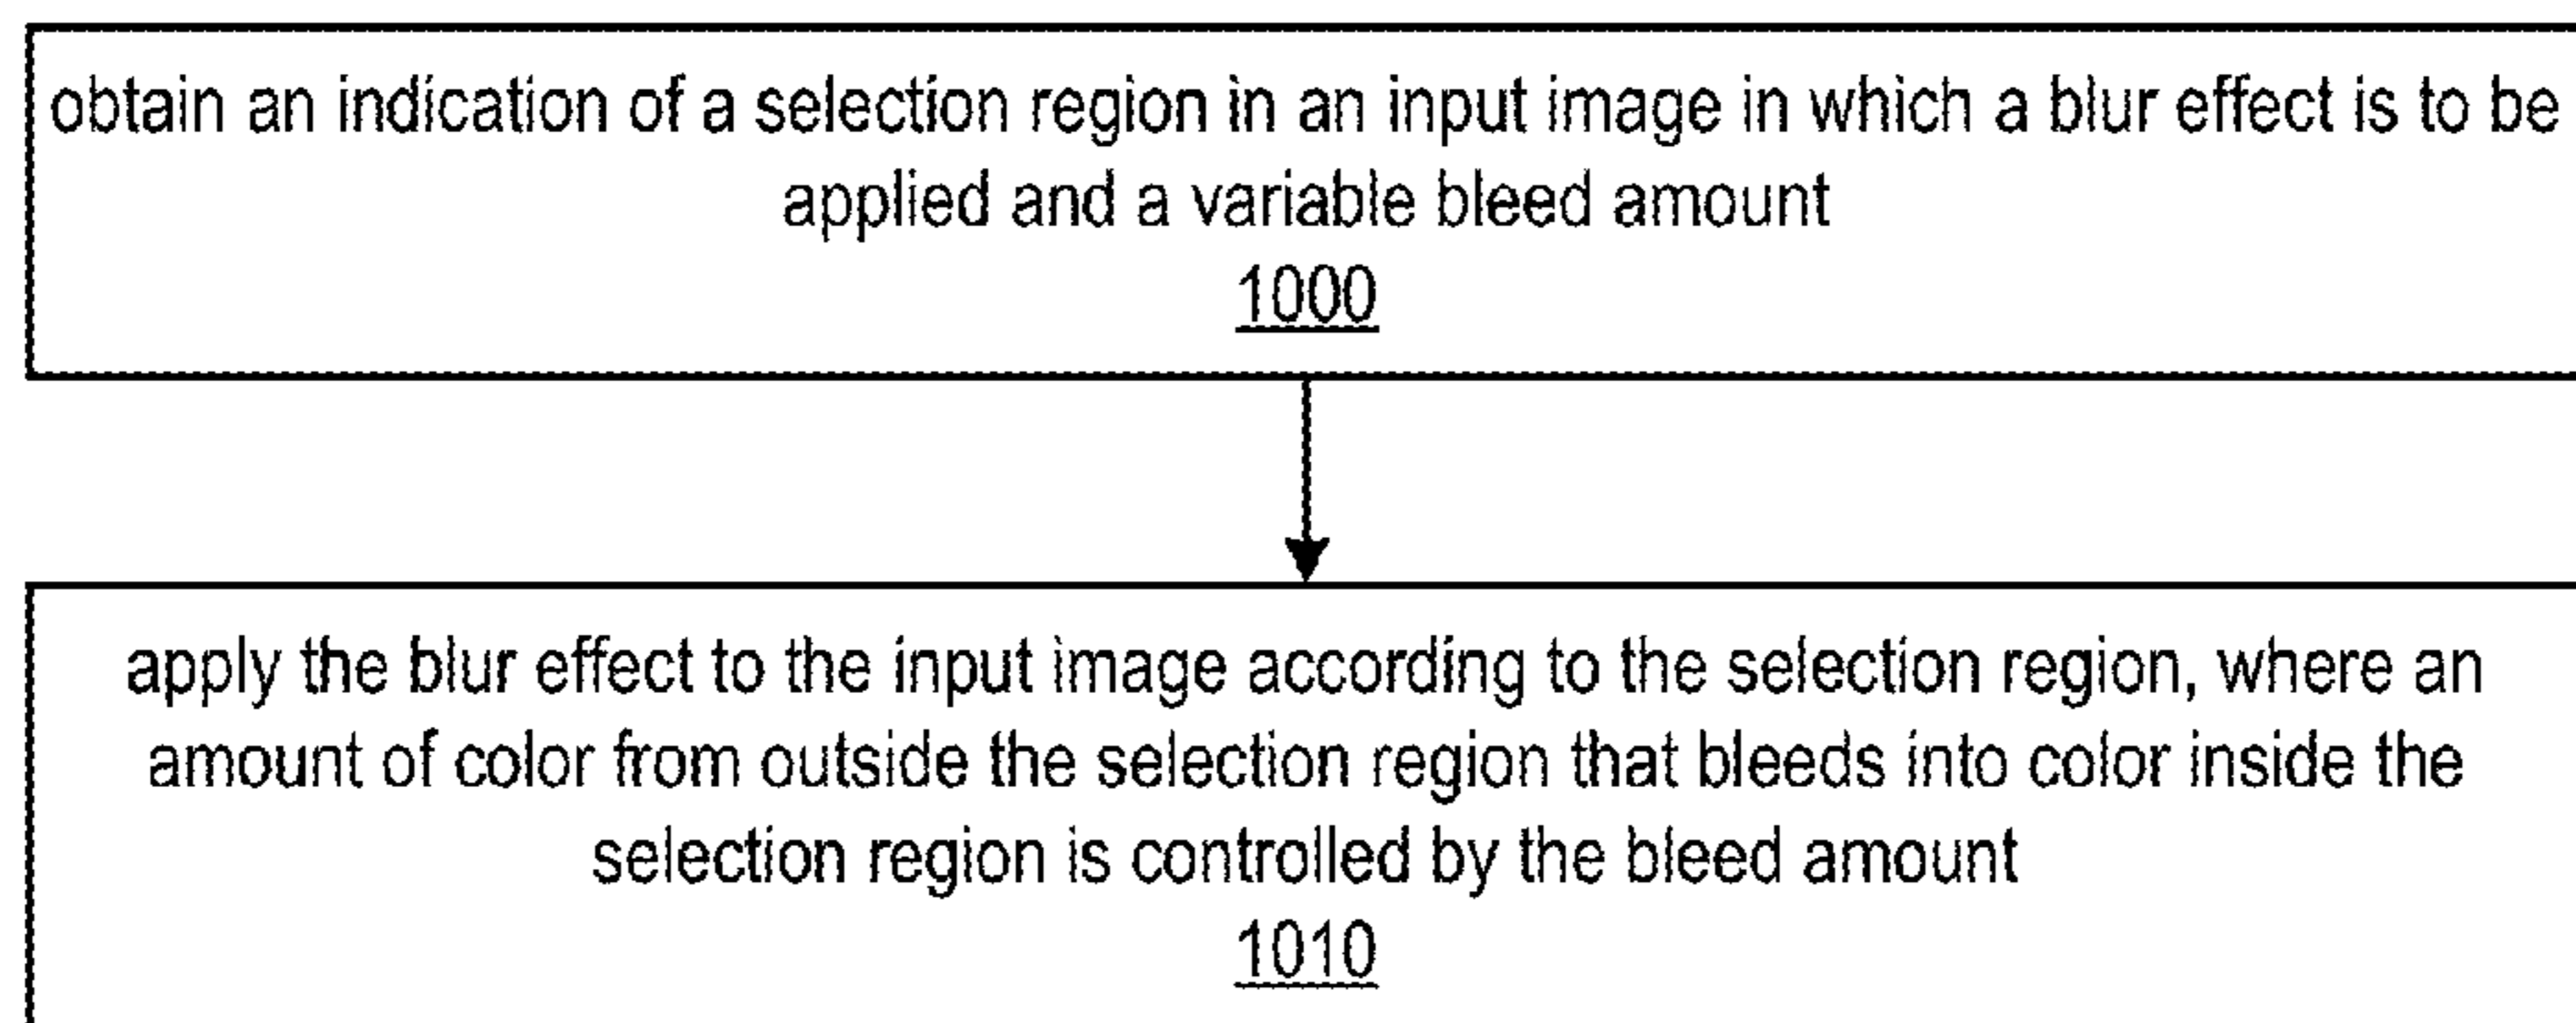 obtain an indication of a selection region in an input image in which a blur effect is to be
applied and a variable bleed amount
1000
apply the blur effect to the input image according to the selection region, where an
amount of color from outside the selection region that bleeds into color inside the
selection region is controlled by the bleed amount
1010